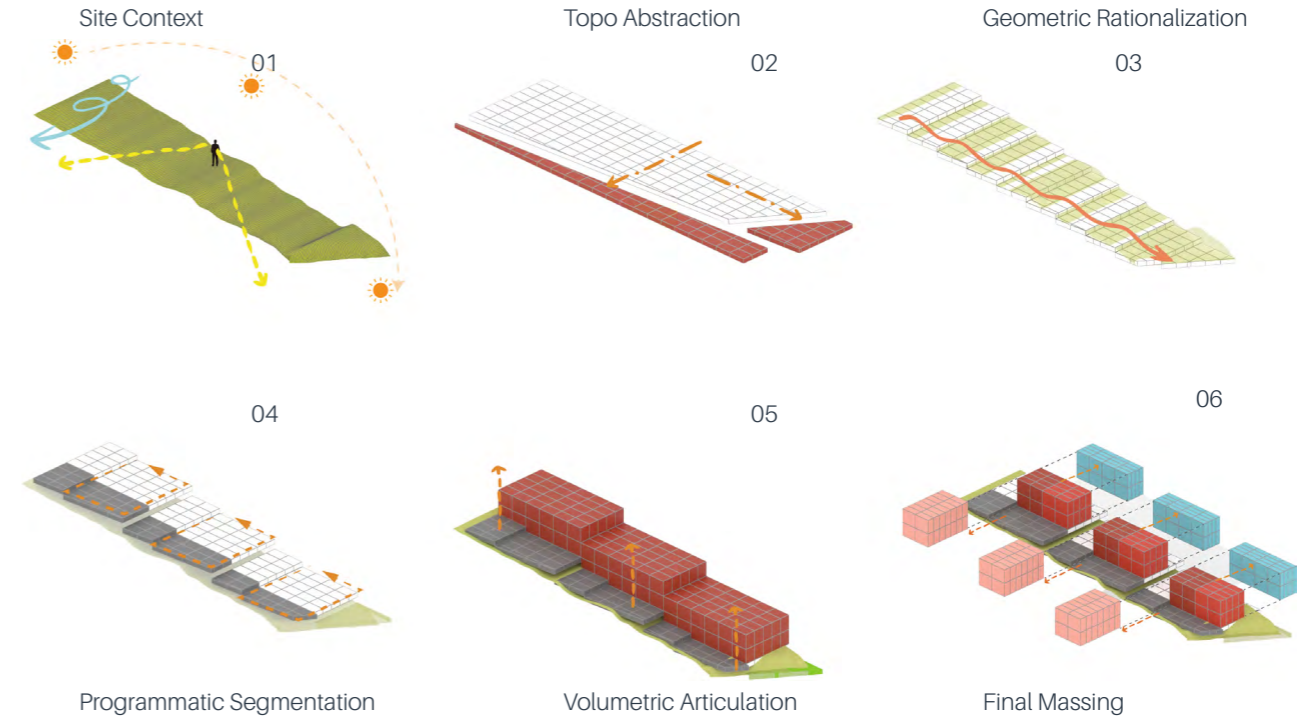 Site Context
Topo Abstraction
Geometric Rationalization
01
02
03
04
05
06
Programmatic Segmentation
Volumetric Articulation
Final Massing